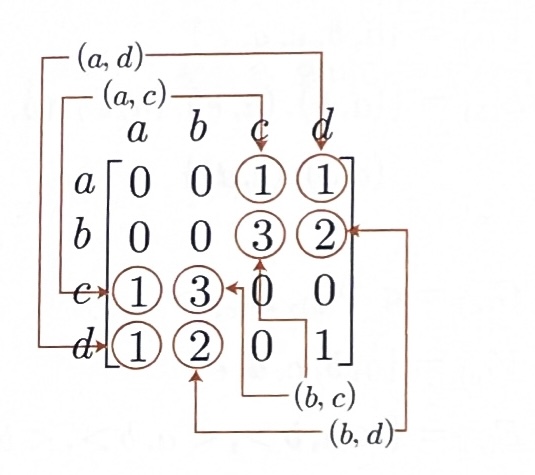 (a, d)
(a, c)
a b c d
a 0 0 1 1
b 0 0 3 2
c 1 3 0 0
d 1 2 0 1
(b, c)
(b, d)